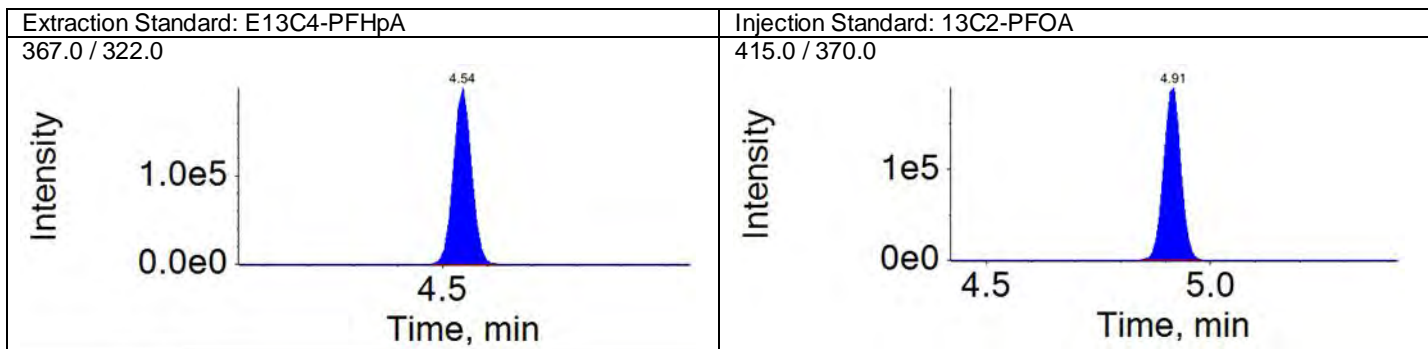 Extraction Standard: E13C4-PFHpA
367.0 / 322.0
4.54
Intensity
1.0e5
0.0e0
4.5
Time, min
Injection Standard: 13C2-PFOA
415.0 / 370.0
4.91
Intensity
1e5
0e0
4.5 5.0
Time, min